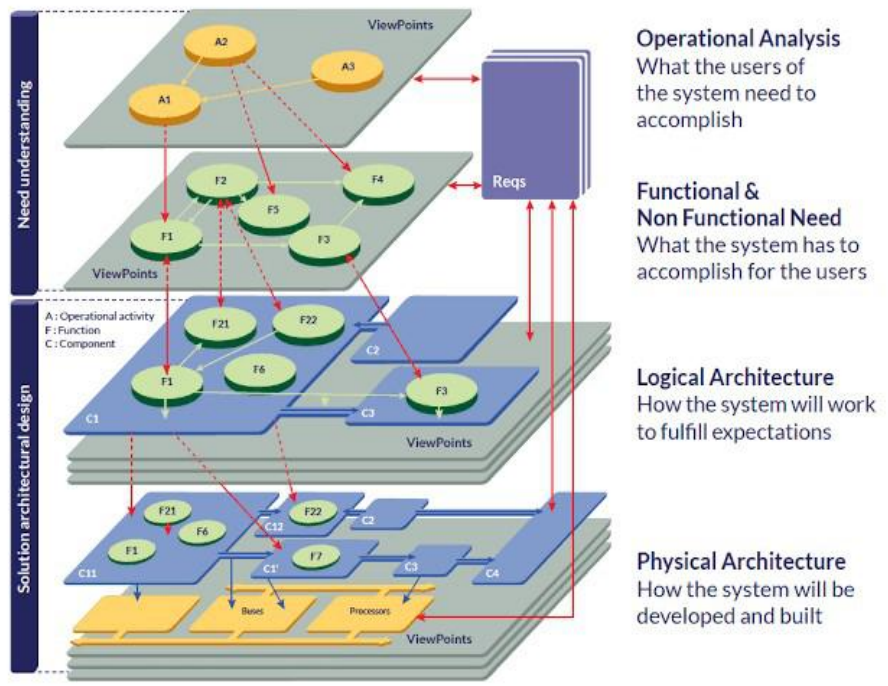 Need understanding
ViewPoints
A2
A3
A1
Reqs
Operational Analysis
What the users of
the system need to
accomplish
F2
F4
F5
F1
F3
ViewPoints
Functional &
Non Functional Need
What the system has to
accomplish for the users
Solution architectural design
A : Operational activity
F : Function
C : Component
F21
F22
C2
F1
F6
F3
C1
C3
ViewPoints
Logical Architecture
How the system will work
to fulfill expectations
F21
F22
C2
F6
C12
F1
F7
C11
C1'
C3
C4
Buses
Processors
ViewPoints
Physical Architecture
How the system will be
developed and built